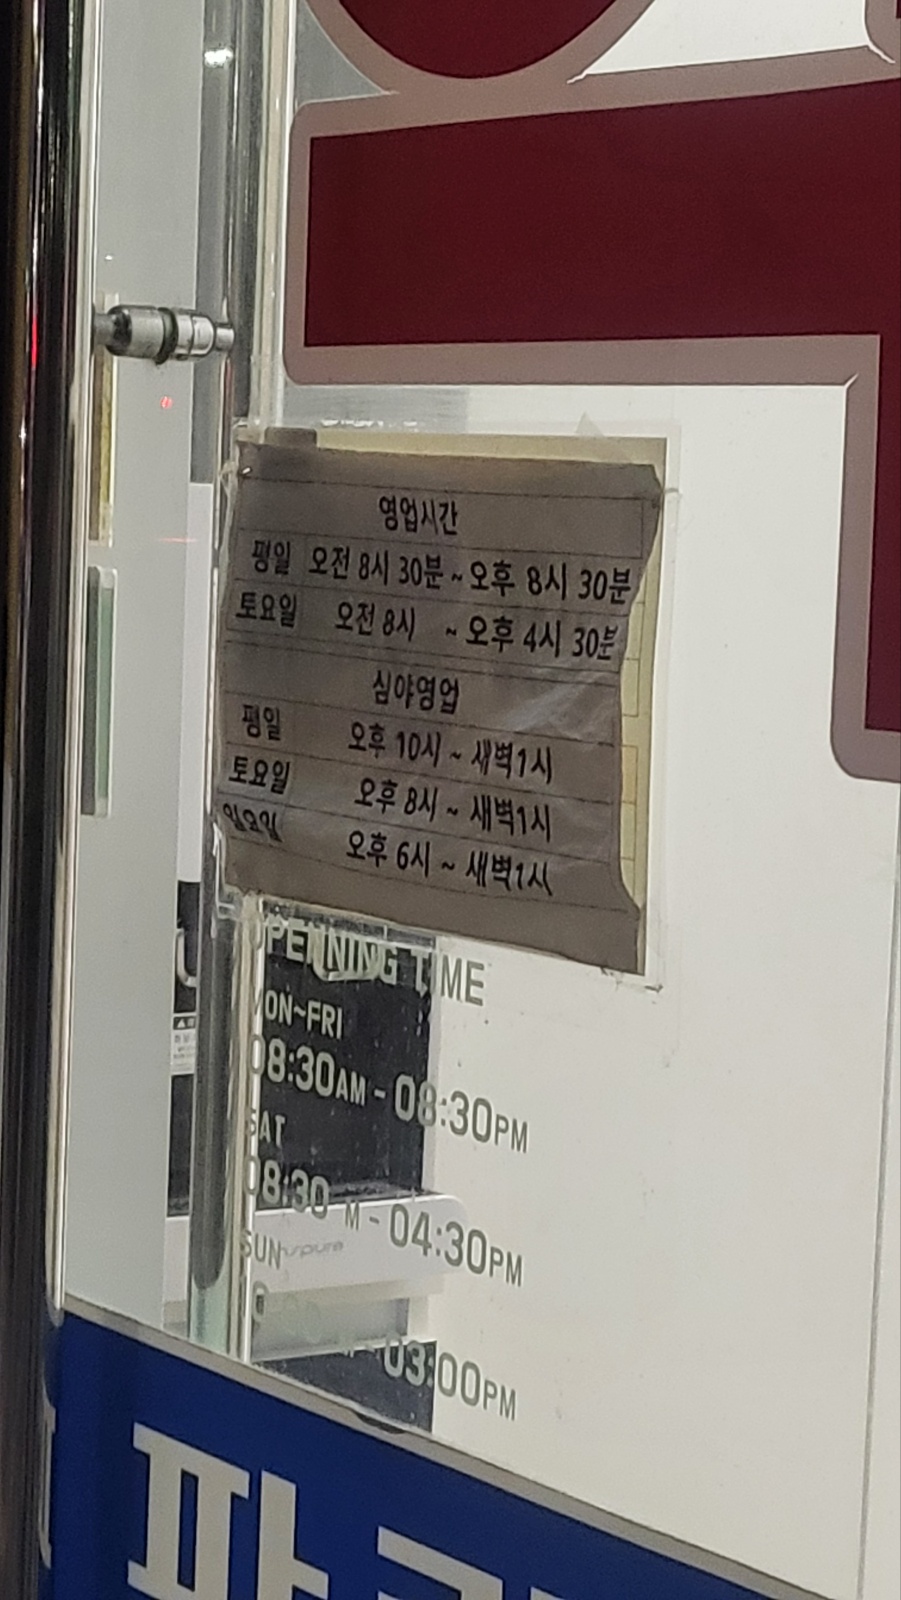 영업시간
평일 오전 8시 30분 ~ 오후 8시 30분
토요일 오전 8시 ~ 오후 4시 30분
심야영업
평일 오후 10시 ~ 새벽1시
토요일 오후 8시 ~ 새벽1시
일요일 오후 6시 ~ 새벽1시
OPENNING TIME
MON~FRI
08:30AM - 08:30PM
SAT
08:30 M - 04:30PM
SUN
03:00PM